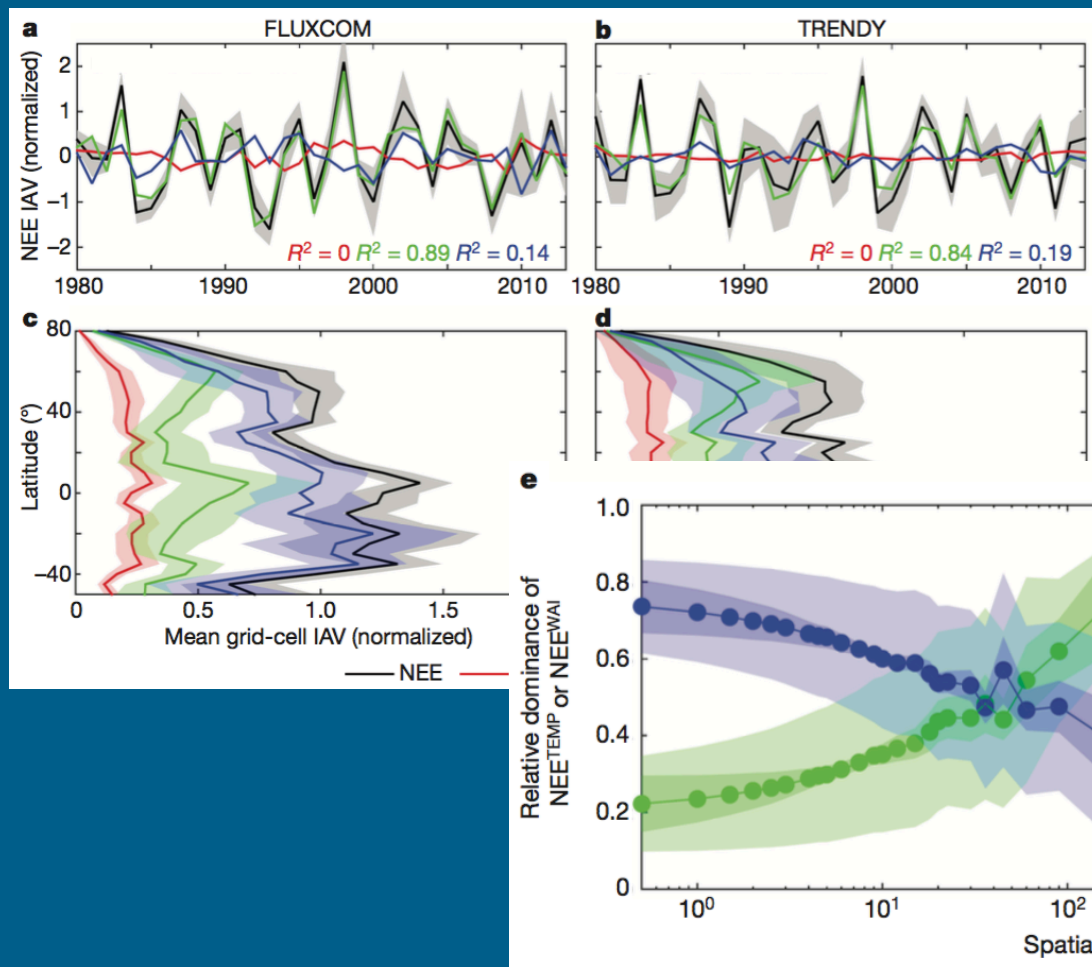 a FLUXCOM
b TRENDY
NEE IAV (normalized)
2
1
0
−1
−2
R² = 0 R² = 0.89 R² = 0.14
R² = 0 R² = 0.84 R² = 0.19
1980 1990 2000 2010
1980 1990 2000 2010
c
d
Latitude (°)
80
40
0
−40
0 0.5 1.0 1.5
Mean grid-cell IAV (normalized)
NEE
e
Relative dominance of
NEE^TEMP or NEE^WAI
1.0
0.8
0.6
0.4
0.2
0
10⁰ 10¹ 10²
Spatia